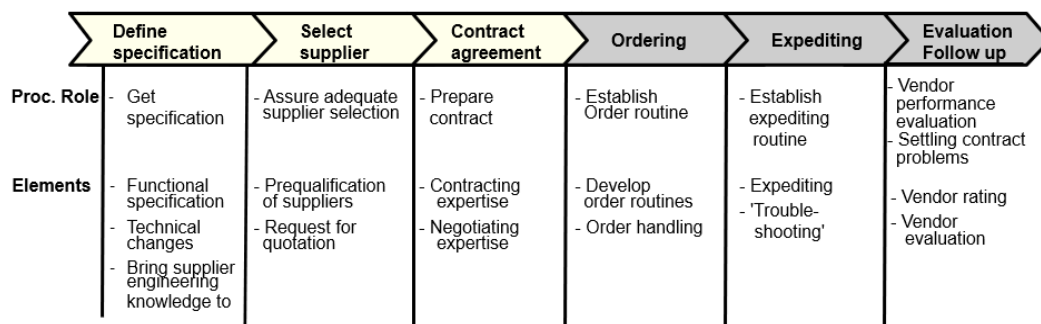 Define
specification
Select
supplier
Contract
agreement
Ordering
Expediting
Evaluation
Follow up
Proc. Role
- Get
specification
- Assure adequate
supplier selection
- Prepare
contract
- Establish
Order routine
- Establish
expediting
routine
- Vendor
performance
evaluation
- Settling contract
problems
Elements
- Functional
specification
- Technical
changes
- Bring supplier
engineering
knowledge to
- Prequalification
of suppliers
- Request for
quotation
- Contracting
expertise
- Negotiating
expertise
- Develop
order routines
- Order handling
- Expediting
- 'Trouble-
shooting'
- Vendor rating
- Vendor
evaluation